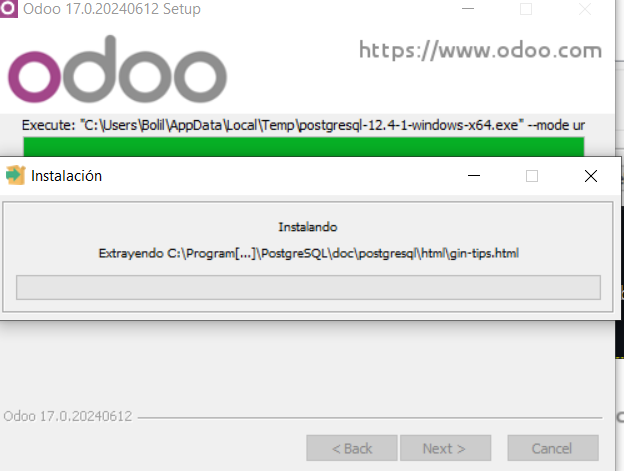 Odoo 17.0.20240612 Setup
odoo
https://www.odoo.com
Execute: "C:\Users\Bolil\AppData\Local\Temp\postgresql-12.4-1-windows-x64.exe" --mode ur
Instalación
Instalando
Extrayendo C:\Program[...]\PostgreSQL\doc\postgresql\html\gin-tips.html
Odoo 17.0.20240612
< Back
Next >
Cancel